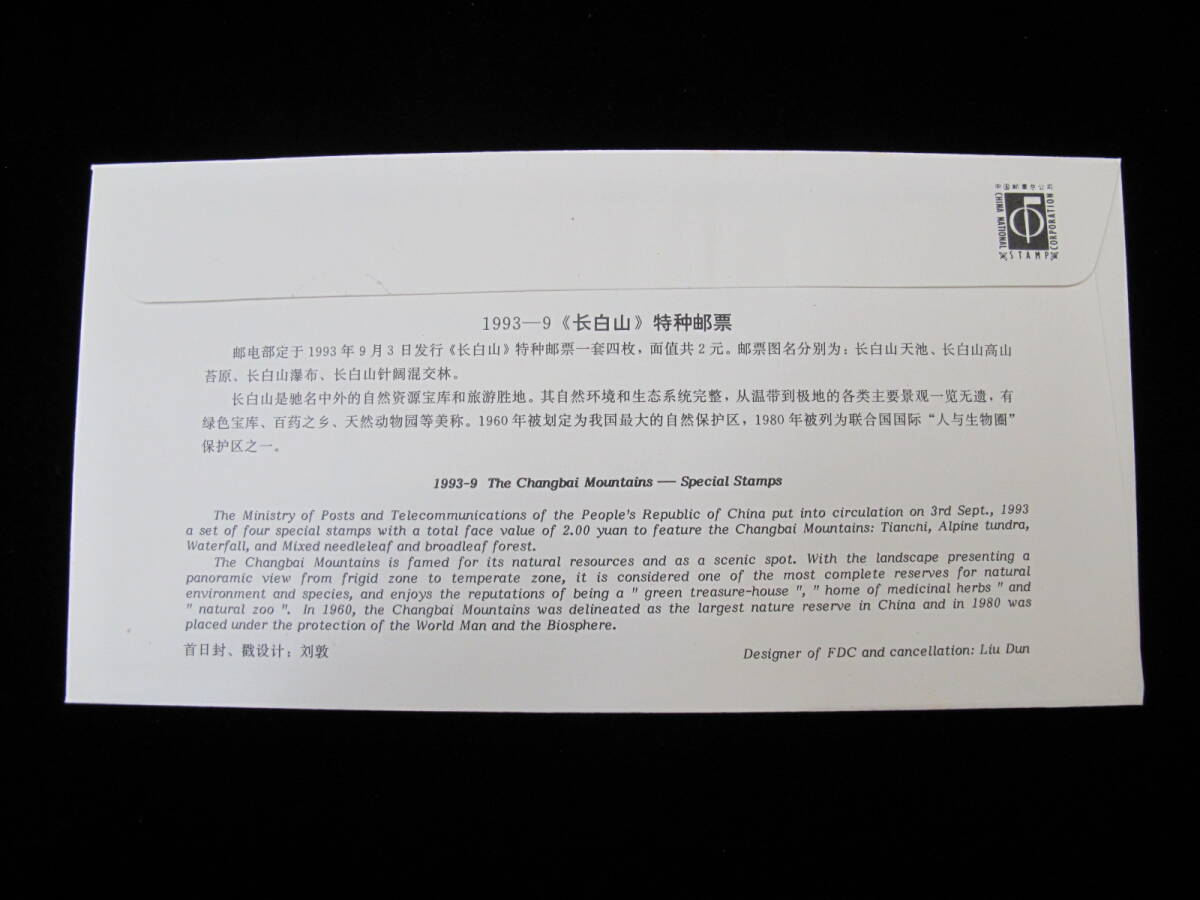 中国邮票总公司
CHINA NATIONAL
STAMP
CORPORATION
1993—9《长白山》特种邮票
邮电部定于1993年9月3日发行《长白山》特种邮票一套四枚，面值共2元。邮票图名分别为：长白山天池、长白山高山
苔原、长白山瀑布、长白山针阔混交林。
长白山是驰名中外的自然资源宝库和旅游胜地。其自然环境和生态系统完整，从温带到极地的各类主要景观一览无遗，有
绿色宝库、百药之乡、天然动物园等美称。1960年被划定为我国最大的自然保护区，1980年被列为联合国国际“人与生物圈”
保护区之一。
1993-9 The Changbai Mountains — Special Stamps
The Ministry of Posts and Telecommunications of the People's Republic of China put into circulation on 3rd Sept., 1993
a set of four special stamps with a total face value of 2.00 yuan to feature the Changbai Mountains: Tianchi, Alpine tundra,
Waterfall, and Mixed needleleaf and broadleaf forest.
The Changbai Mountains is famed for its natural resources and as a scenic spot. With the landscape presenting a
panoramic view from frigid zone to temperate zone, it is considered one of the most complete reserves for natural
environment and species, and enjoys the reputations of being a " green treasure-house ", " home of medicinal herbs " and
" natural zoo ". In 1960, the Changbai Mountains was delineated as the largest nature reserve in China and in 1980 was
placed under the protection of the World Man and the Biosphere.
首日封、戳设计：刘敦
Designer of FDC and cancellation: Liu Dun